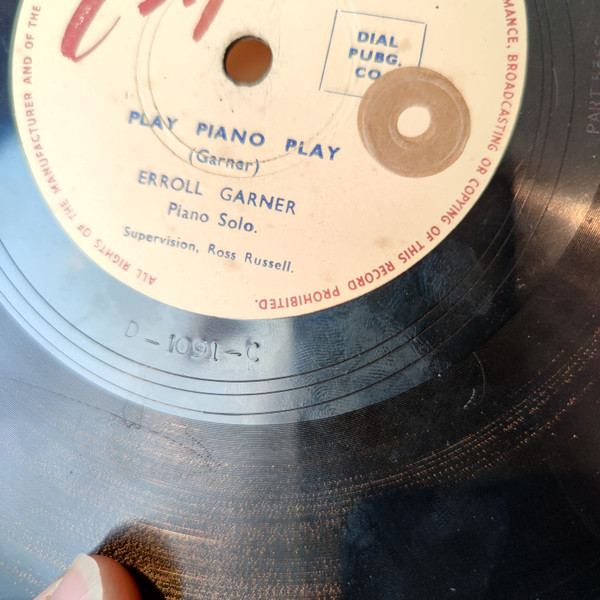 DIAL
PUBG.
CO.
PLAY PIANO PLAY
(Garner)
ERROLL GARNER
Piano Solo.
Supervision, Ross Russell.
MANCE, BROADCASTING OR COPYING OF THIS RECORD PROHIBITED.
ALL RIGHTS OF THE MANUFACTURER AND OF THE
D-1091-C
PART